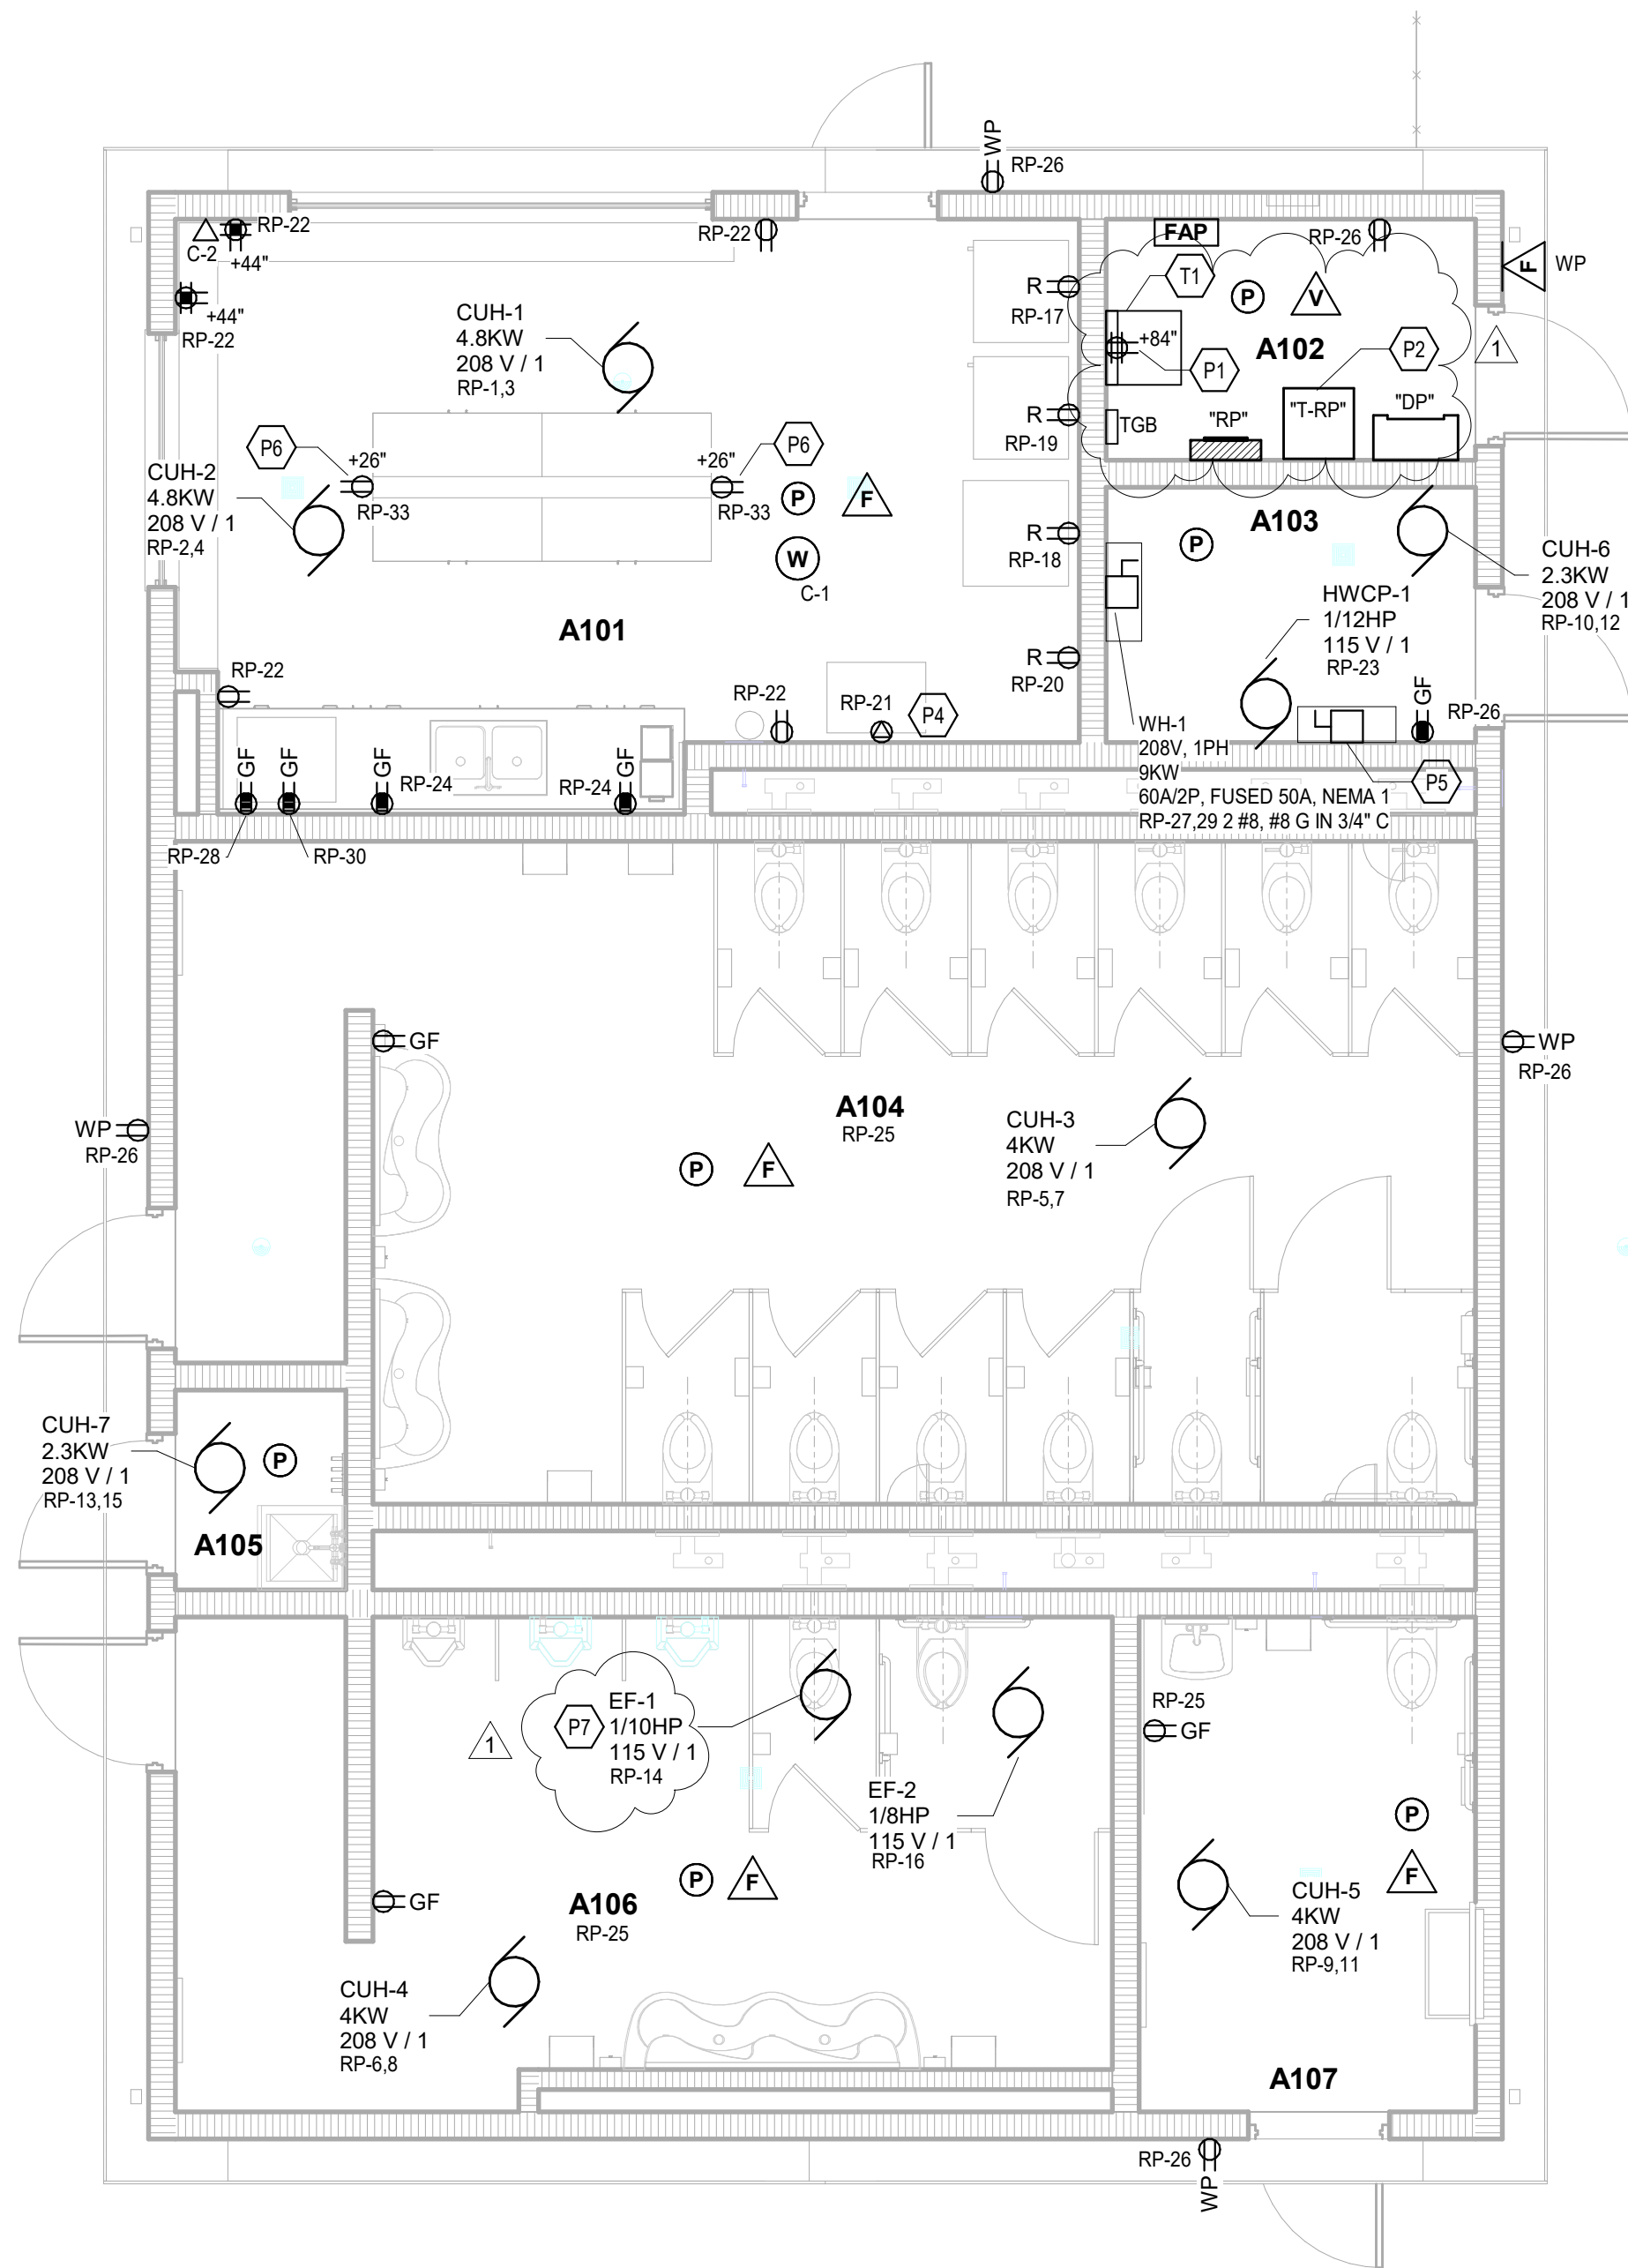 WP
RP-26
RP-22
C-2
+44"
+44"
RP-22
RP-22
FAP
RP-26
F
WP
T1
P
V
R
RP-17
+84"
A102
P2
1
P1
CUH-1
4.8KW
208 V / 1
RP-1,3
R
RP-19
TGB
"RP"
"T-RP"
"DP"
P6
+26"
RP-33
+26"
P6
RP-33
CUH-2
4.8KW
208 V / 1
RP-2,4
P
F
W
C-1
R
RP-18
A103
P
CUH-6
2.3KW
208 V / 1
RP-10,12
HWCP-1
1/12HP
115 V / 1
RP-23
A101
R
RP-20
RP-22
RP-22
RP-21
P4
GF
RP-26
WH-1
208V, 1PH
9KW
60A/2P, FUSED 50A, NEMA 1
RP-27,29 2 #8, #8 G IN 3/4" C
P5
GF
GF
GF
RP-24
RP-24
GF
RP-28
RP-30
GF
WP
RP-26
A104
RP-25
CUH-3
4KW
208 V / 1
RP-5,7
WP
RP-26
P
F
CUH-7
2.3KW
208 V / 1
RP-13,15
P
A105
P7
EF-1
1/10HP
115 V / 1
RP-14
1
RP-25
GF
EF-2
1/8HP
115 V / 1
RP-16
P
F
P
F
GF
A106
RP-25
CUH-5
4KW
208 V / 1
RP-9,11
CUH-4
4KW
208 V / 1
RP-6,8
A107
RP-26
WP